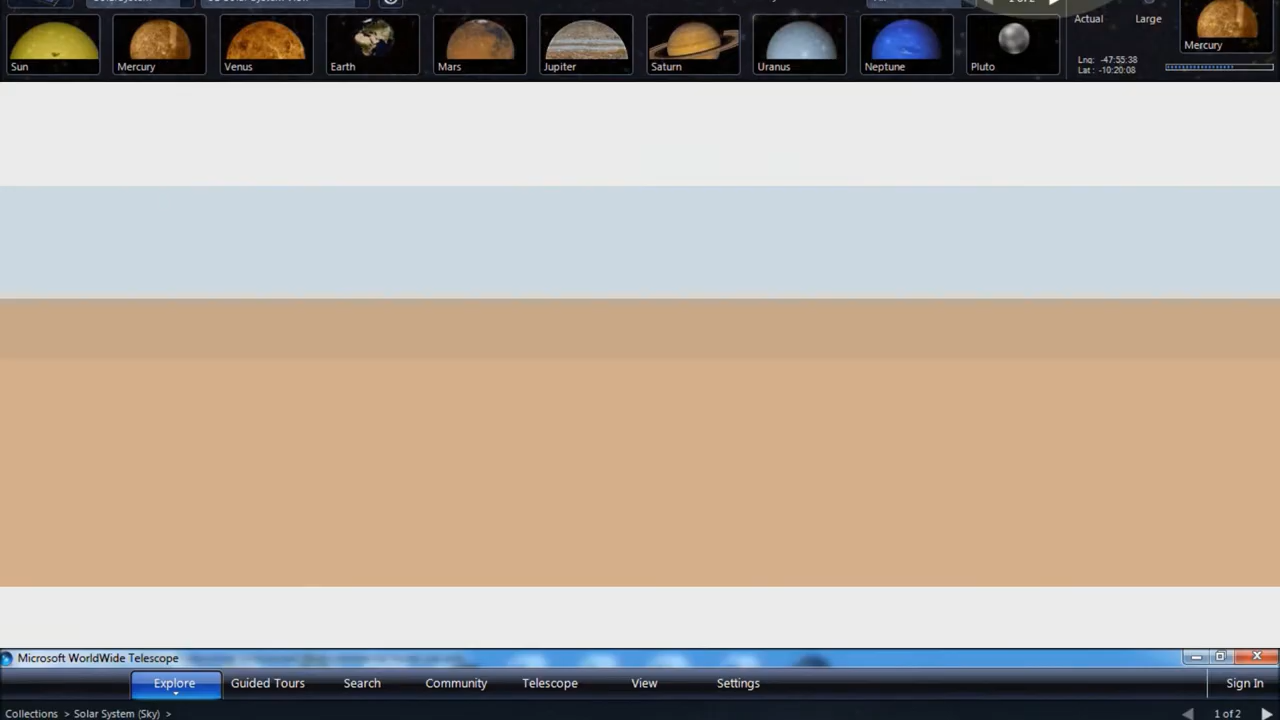 Actual Large
Sun Mercury Venus Earth Mars Jupiter Saturn Uranus Neptune Pluto
Mercury
Lng: -47:55:38
Lat : -10:20:08
Microsoft WorldWide Telescope
Explore Guided Tours Search Community Telescope View Settings Sign In
Collections > Solar System (Sky) > 1 of 2